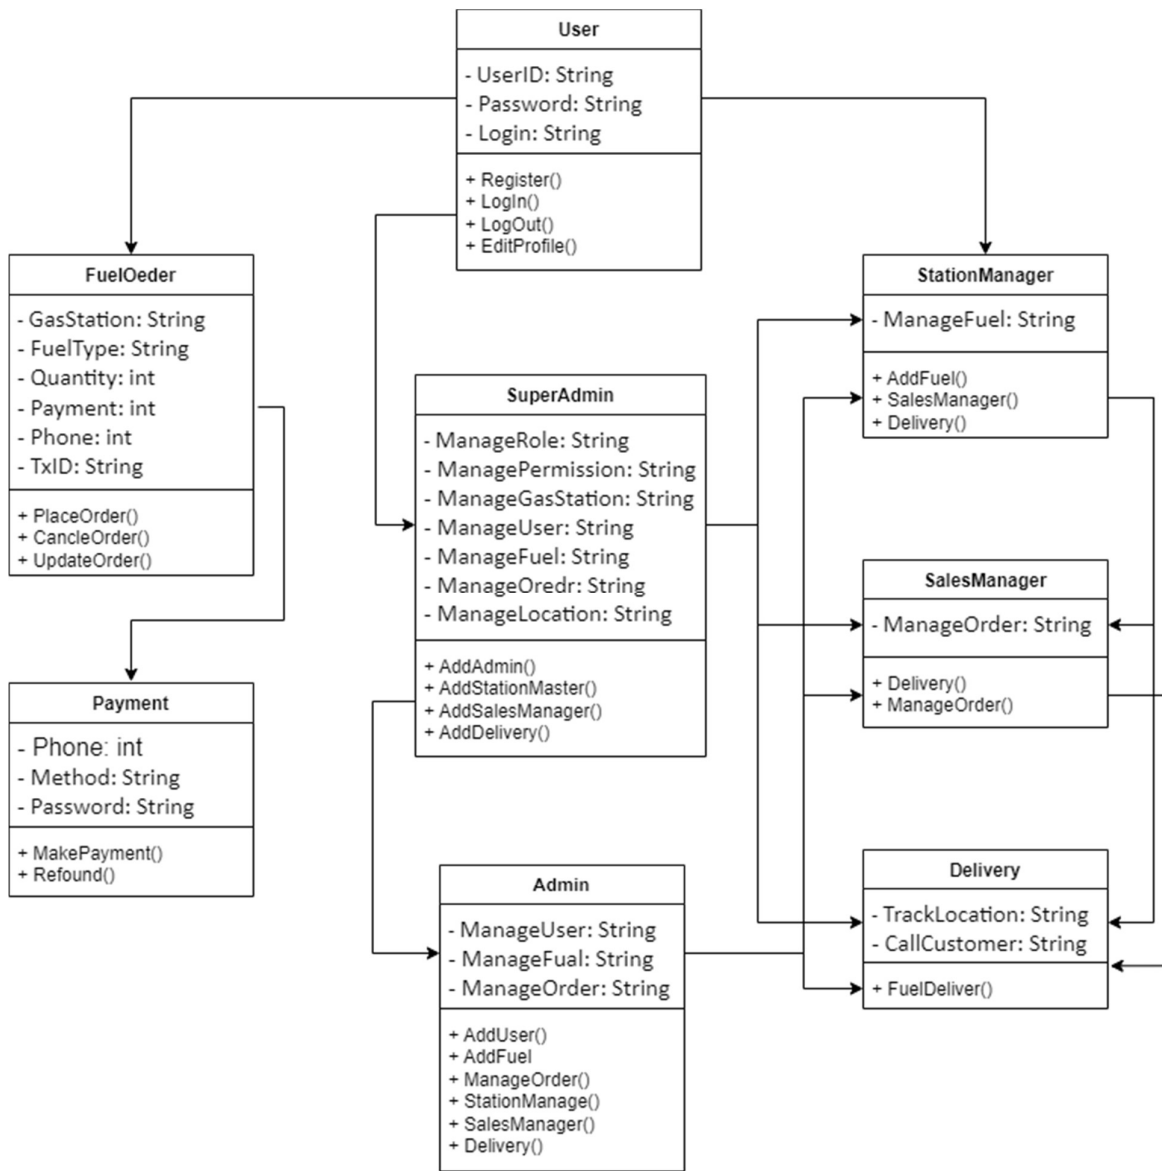 User
- UserID: String
- Password: String
- Login: String
+ Register()
+ LogIn()
+ LogOut()
+ EditProfile()
FuelOeder
- GasStation: String
- FuelType: String
- Quantity: int
- Payment: int
- Phone: int
- TxID: String
+ PlaceOrder()
+ CancleOrder()
+ UpdateOrder()
StationManager
- ManageFuel: String
+ AddFuel()
+ SalesManager()
+ Delivery()
SuperAdmin
- ManageRole: String
- ManagePermission: String
- ManageGasStation: String
- ManageUser: String
- ManageFuel: String
- ManageOredr: String
- ManageLocation: String
+ AddAdmin()
+ AddStationMaster()
+ AddSalesManager()
+ AddDelivery()
SalesManager
- ManageOrder: String
+ Delivery()
+ ManageOrder()
Payment
- Phone: int
- Method: String
- Password: String
+ MakePayment()
+ Refound()
Admin
- ManageUser: String
- ManageFual: String
- ManageOrder: String
+ AddUser()
+ AddFuel
+ ManageOrder()
+ StationManage()
+ SalesManager()
+ Delivery()
Delivery
- TrackLocation: String
- CallCustomer: String
+ FuelDeliver()